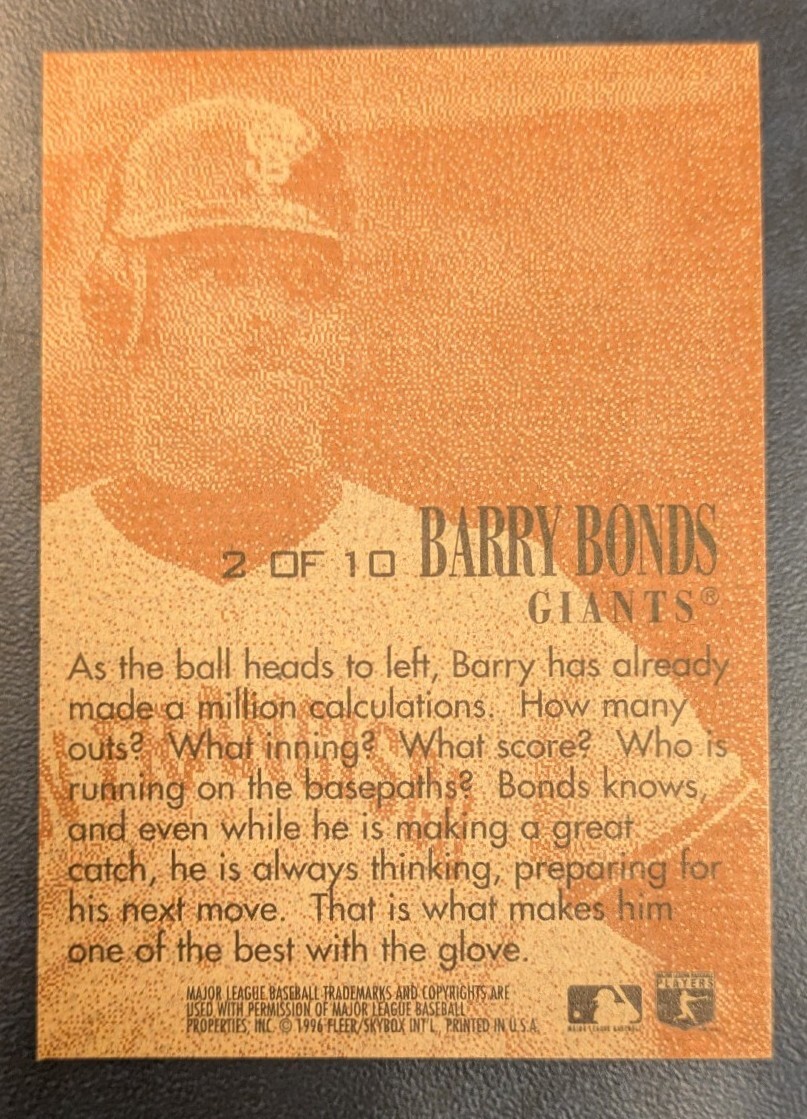 2 OF 10 BARRY BONDS
GIANTS®
As the ball heads to left, Barry has already
made a million calculations. How many
outs? What inning? What score? Who is
running on the basepaths? Bonds knows,
and even while he is making a great
catch, he is always thinking, preparing for
his next move. That is what makes him
one of the best with the glove.
MAJOR LEAGUE BASEBALL TRADEMARKS AND COPYRIGHTS ARE
USED WITH PERMISSION OF MAJOR LEAGUE BASEBALL
PROPERTIES, INC. © 1996 FLEER/SKYBOX INT'L. PRINTED IN U.S.A.
MAJOR LEAGUE BASEBALL
PLAYERS